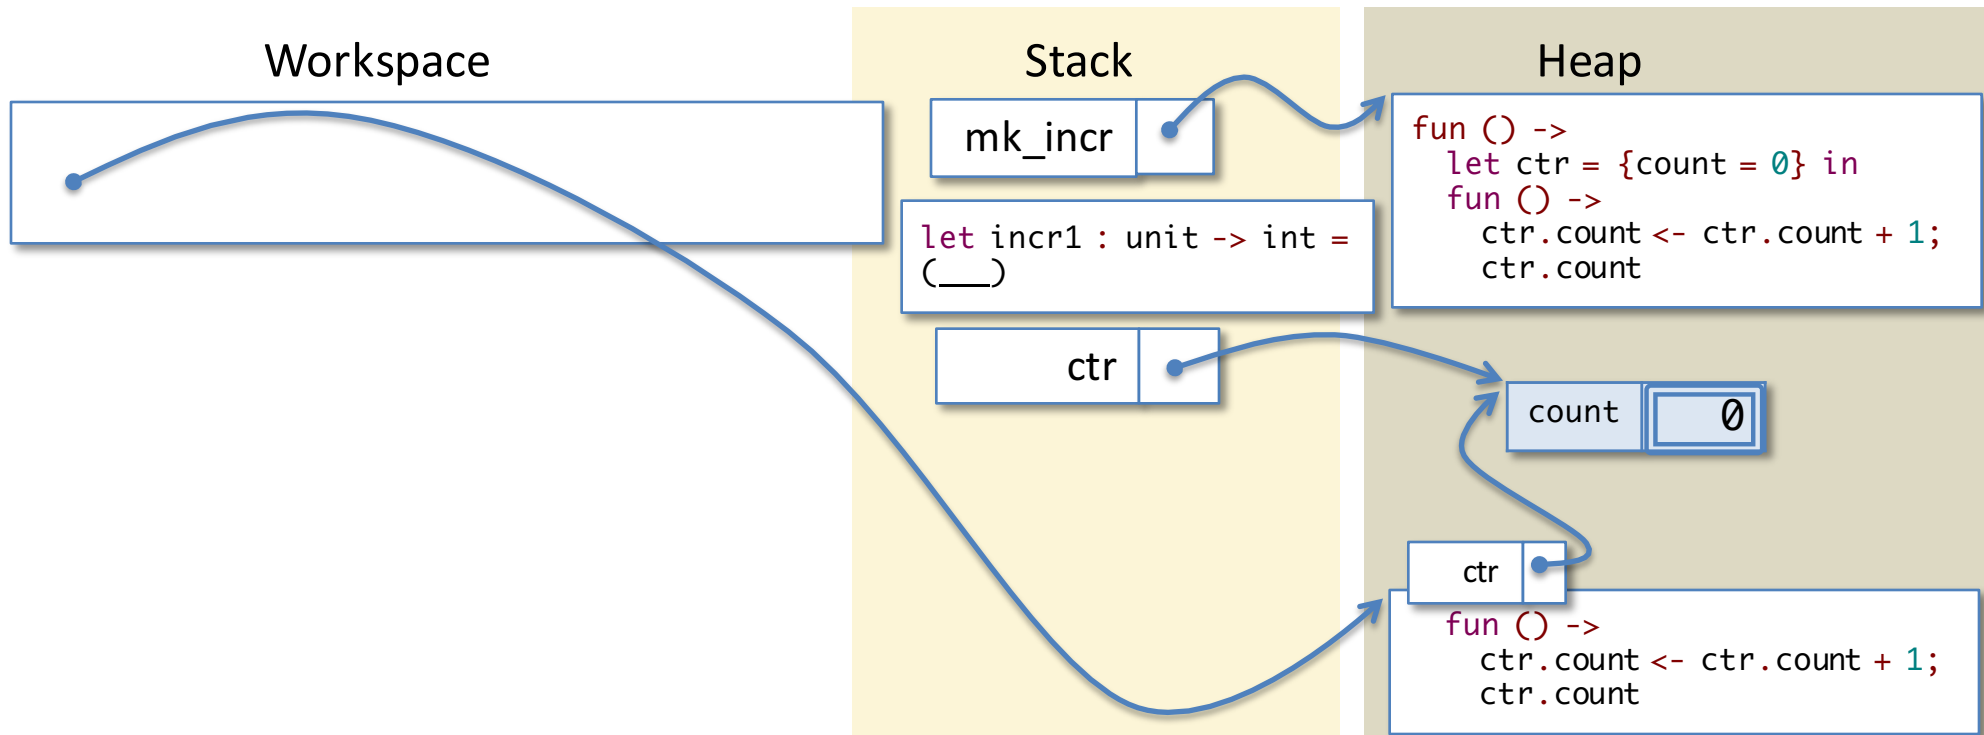 Workspace
Stack
Heap
mk_incr
let incr1 : unit -> int =
(___)
ctr
fun () ->
let ctr = {count = 0} in
fun () ->
ctr.count <- ctr.count + 1;
ctr.count
count 0
ctr
fun () ->
ctr.count <- ctr.count + 1;
ctr.count